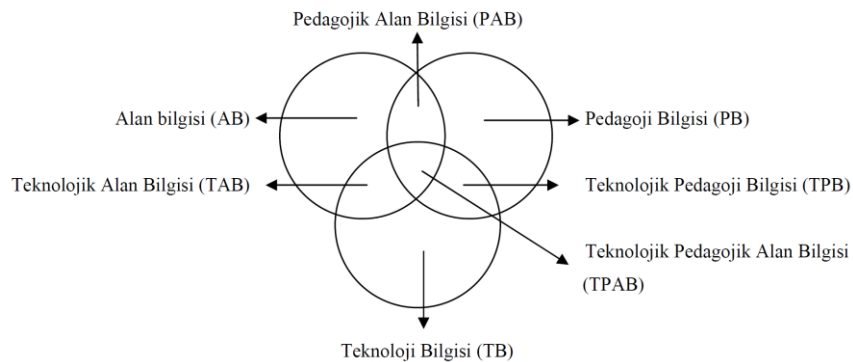 Pedagojik Alan Bilgisi (PAB)
Alan bilgisi (AB)
Pedagoji Bilgisi (PB)
Teknolojik Alan Bilgisi (TAB)
Teknolojik Pedagoji Bilgisi (TPB)
Teknolojik Pedagojik Alan Bilgisi
(TPAB)
Teknoloji Bilgisi (TB)